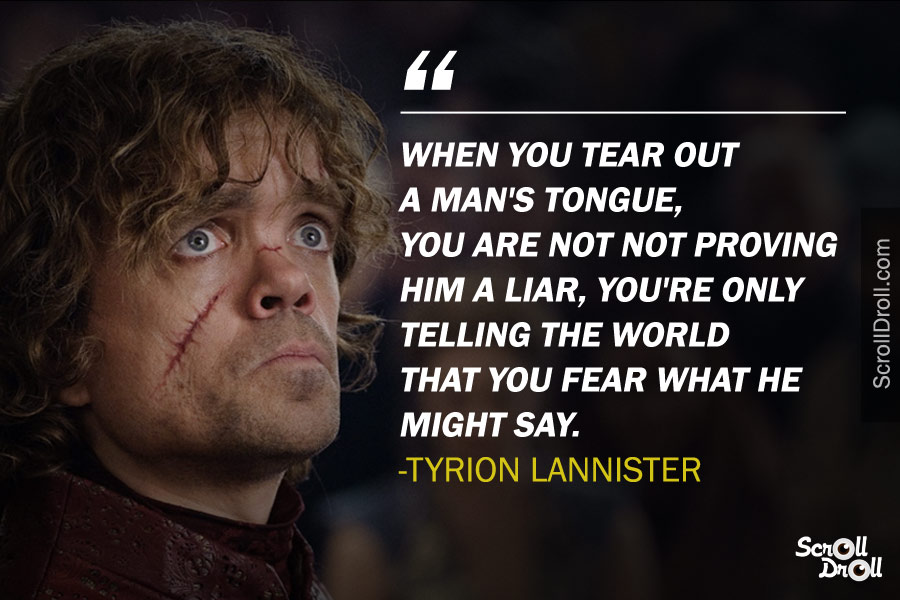 “
WHEN YOU TEAR OUT
A MAN'S TONGUE,
YOU ARE NOT NOT PROVING
HIM A LIAR, YOU'RE ONLY
TELLING THE WORLD
THAT YOU FEAR WHAT HE
MIGHT SAY.
-TYRION LANNISTER
ScrollDroll.com
Scroll
Droll